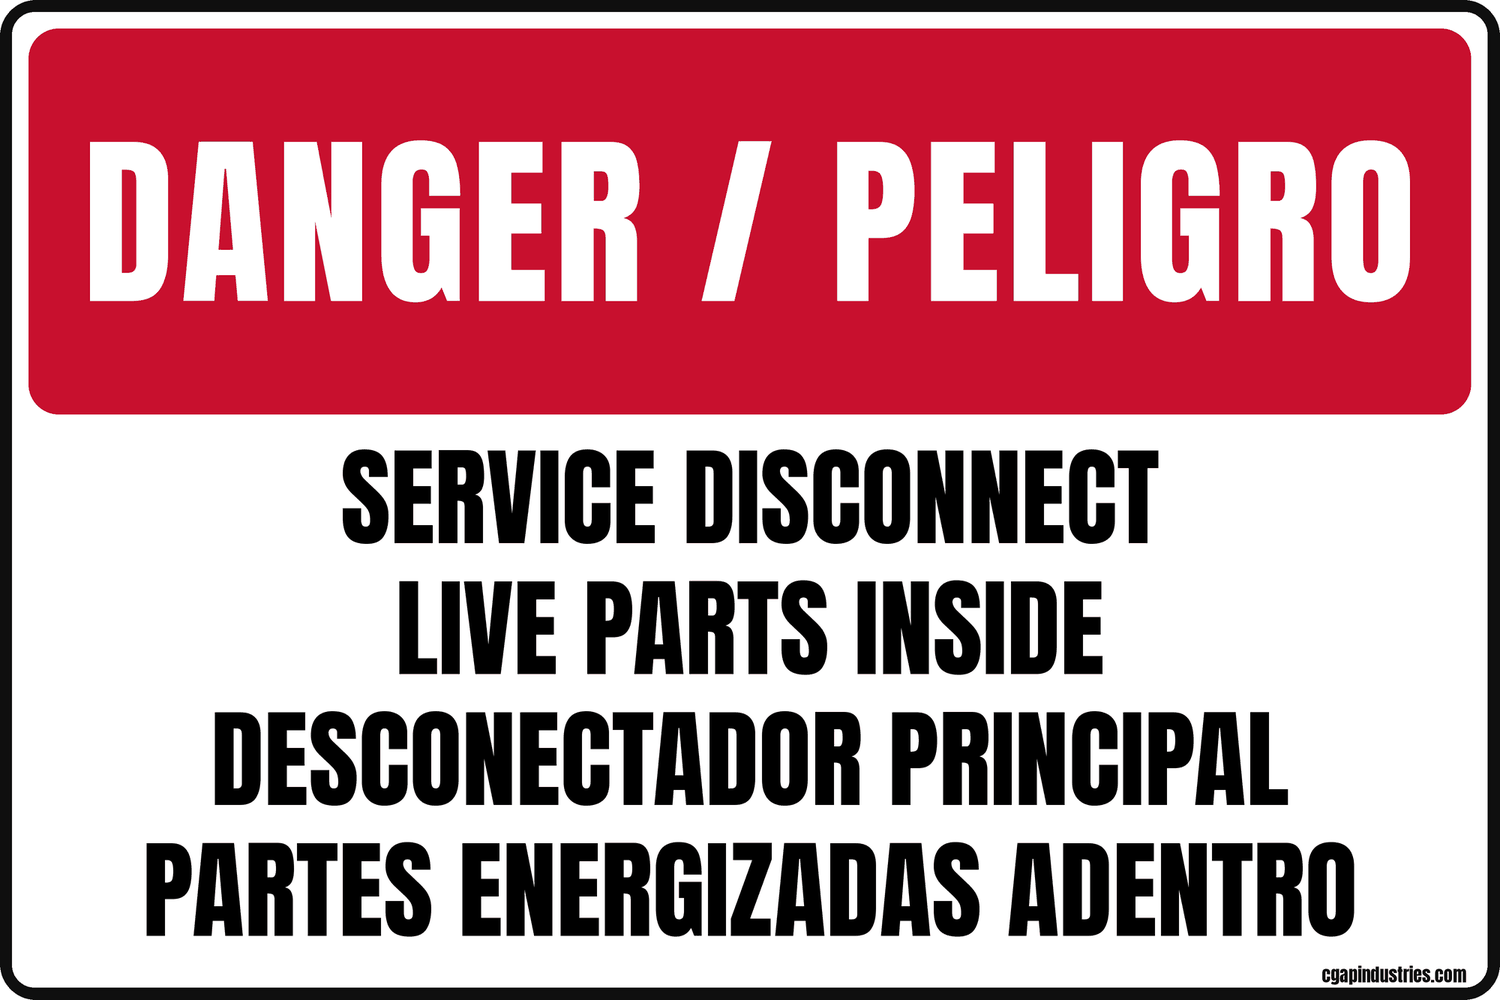 DANGER / PELIGRO
SERVICE DISCONNECT
LIVE PARTS INSIDE
DESCONECTADOR PRINCIPAL
PARTES ENERGIZADAS ADENTRO
cgapindustries.com